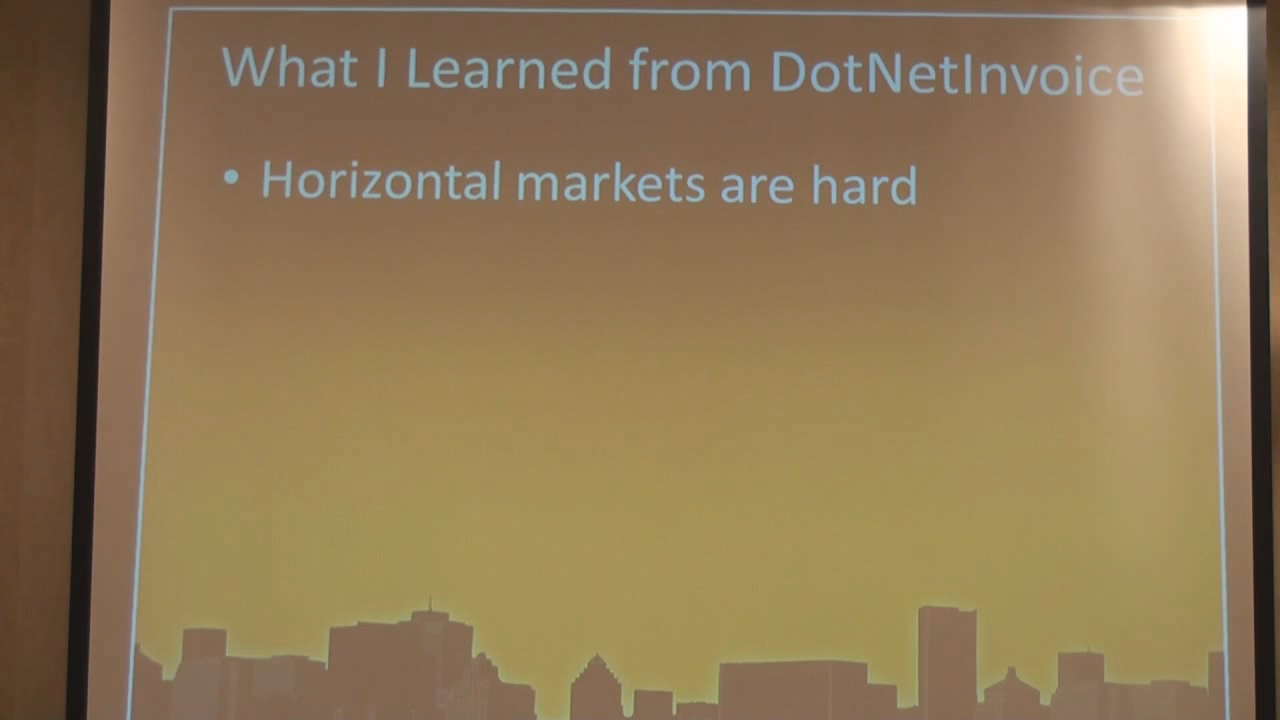 What I Learned from DotNetInvoice
• Horizontal markets are hard